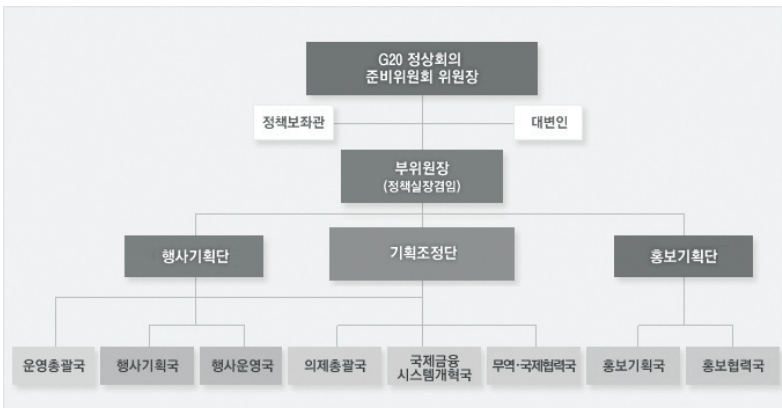 G20 정상회의
준비위원회 위원장
정책보좌관
대변인
부위원장
(정책실장겸임)
행사기획단
기획조정단
홍보기획단
운영총괄국
행사기획국
행사운영국
의제총괄국
국제금융
시스템개혁국
무역·국제협력국
홍보기획국
홍보협력국